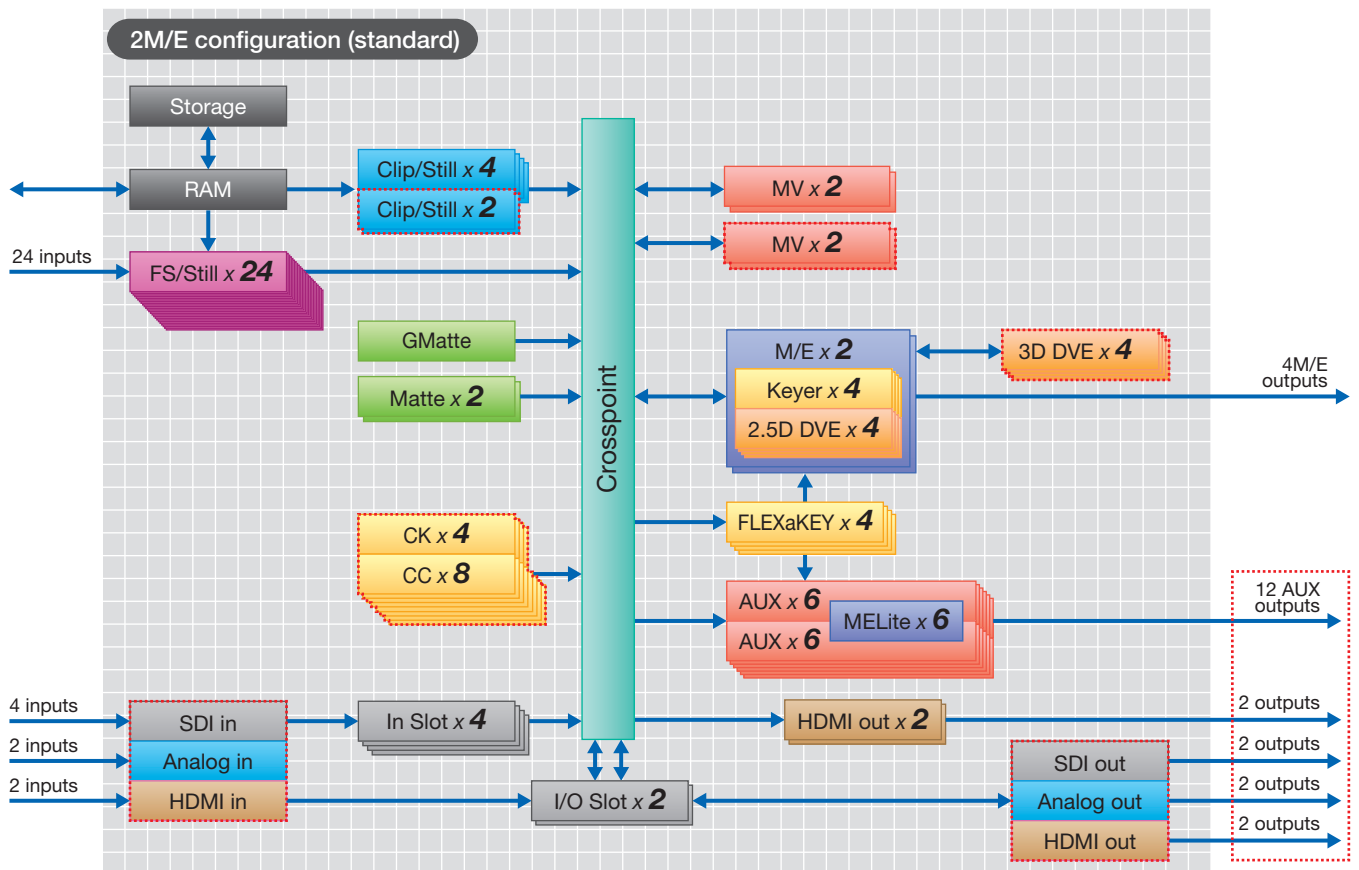 2M/E configuration (standard)
Storage
RAM
Clip/Still x 4
Clip/Still x 2
MV x 2
MV x 2
24 inputs
FS/Still x 24
GMatte
Matte x 2
Crosspoint
M/E x 2
Keyer x 4
2.5D DVE x 4
3D DVE x 4
4M/E
outputs
CK x 4
CC x 8
FLEXaKEY x 4
AUX x 6
MELite x 6
AUX x 6
12 AUX
outputs
4 inputs
SDI in
In Slot x 4
HDMI out x 2
2 outputs
2 inputs
Analog in
SDI out
2 outputs
2 inputs
HDMI in
I/O Slot x 2
Analog out
2 outputs
HDMI out
2 outputs